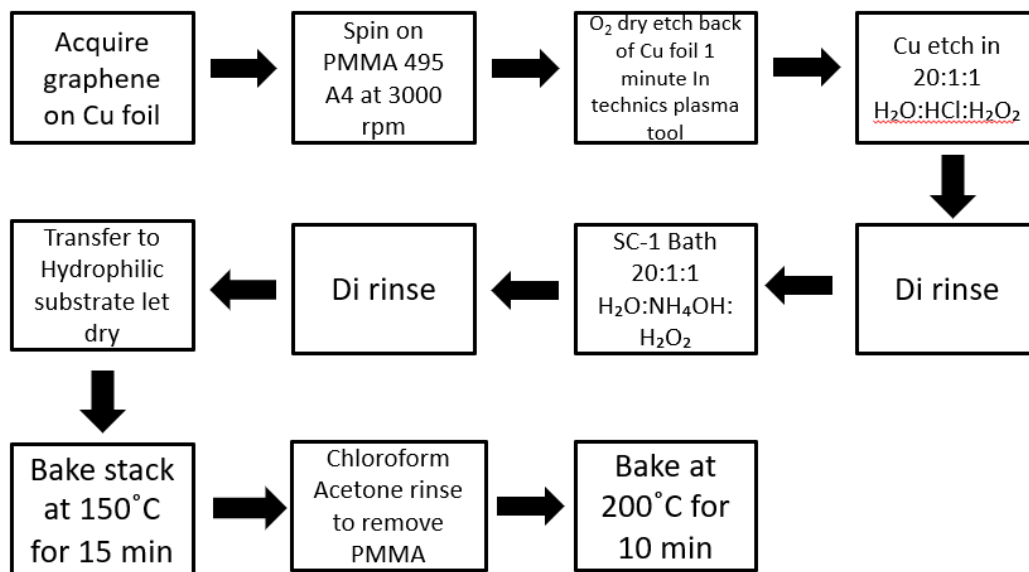 Acquire
graphene
on Cu foil
Spin on
PMMA 495
A4 at 3000
rpm
O₂ dry etch back
of Cu foil 1
minute In
technics plasma
tool
Cu etch in
20:1:1
H₂O:HCl:H₂O₂
Di rinse
SC-1 Bath
20:1:1
H₂O:NH₄OH:
H₂O₂
Di rinse
Transfer to
Hydrophilic
substrate let
dry
Bake stack
at 150˚C
for 15 min
Chloroform
Acetone rinse
to remove
PMMA
Bake at
200˚C for
10 min